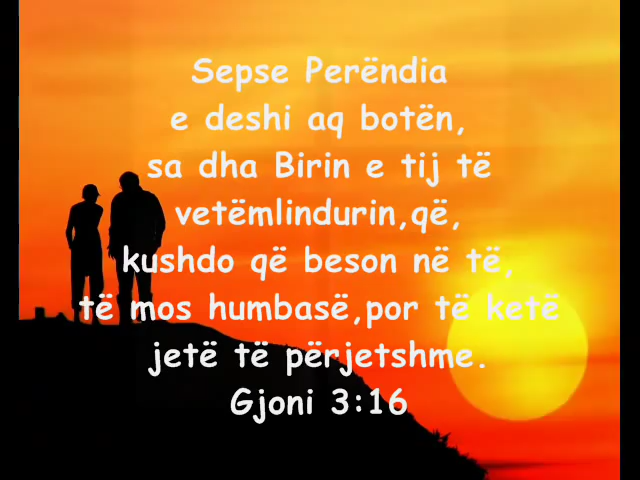 Sepse Perëndia
e deshi aq botën,
sa dha Birin e tij të
vetëmlindurin,që,
kushdo që beson në të,
të mos humbasë,por të ketë
jetë të përjetshme.
Gjoni 3:16